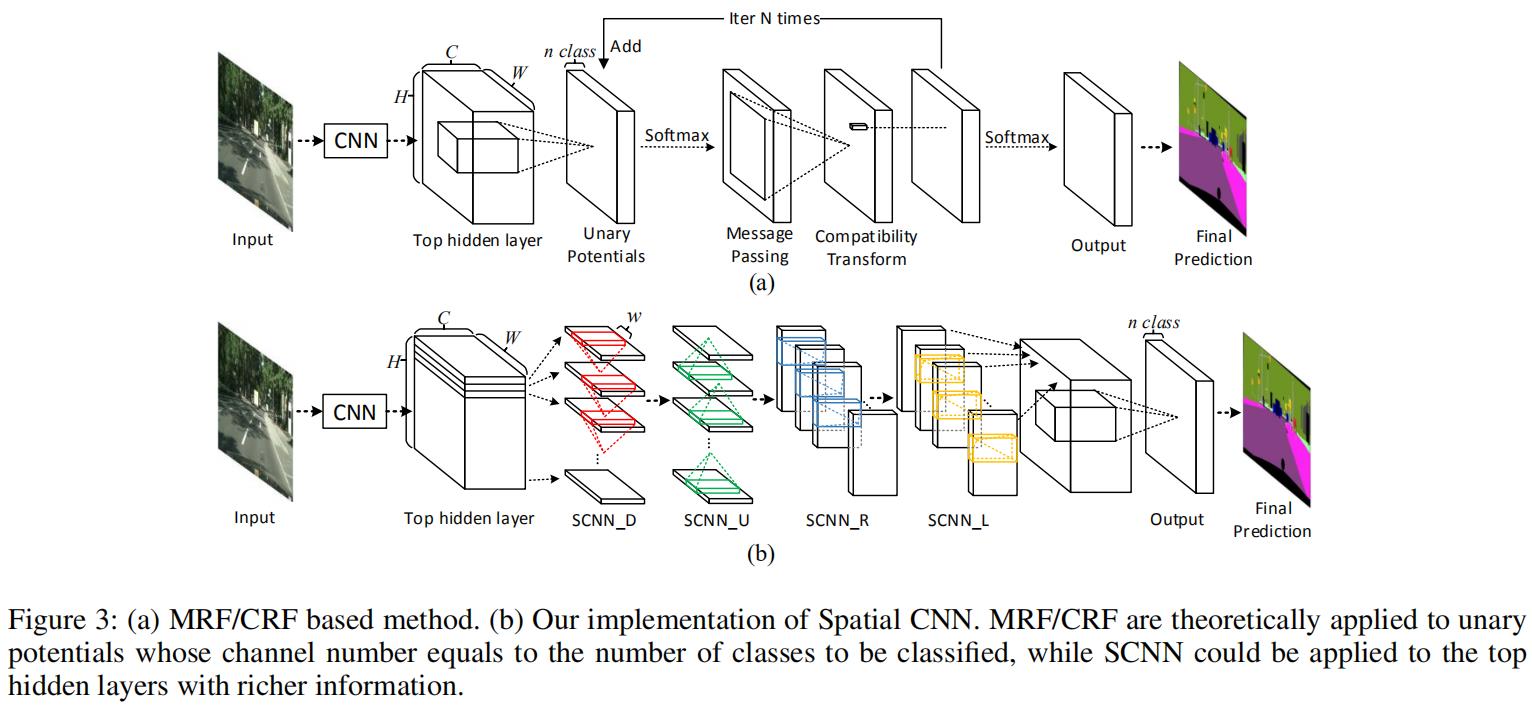 Iter N times
Add
n class
C
W
H
CNN
Softmax
Softmax
Input
Top hidden layer
Unary
Potentials
Message
Passing
Compatibility
Transform
Output
Final
Prediction
(a)
C
W
H
w
n class
CNN
Input
Top hidden layer
SCNN_D
SCNN_U
SCNN_R
SCNN_L
Output
Final
Prediction
(b)
Figure 3: (a) MRF/CRF based method. (b) Our implementation of Spatial CNN. MRF/CRF are theoretically applied to unary
potentials whose channel number equals to the number of classes to be classified, while SCNN could be applied to the top
hidden layers with richer information.